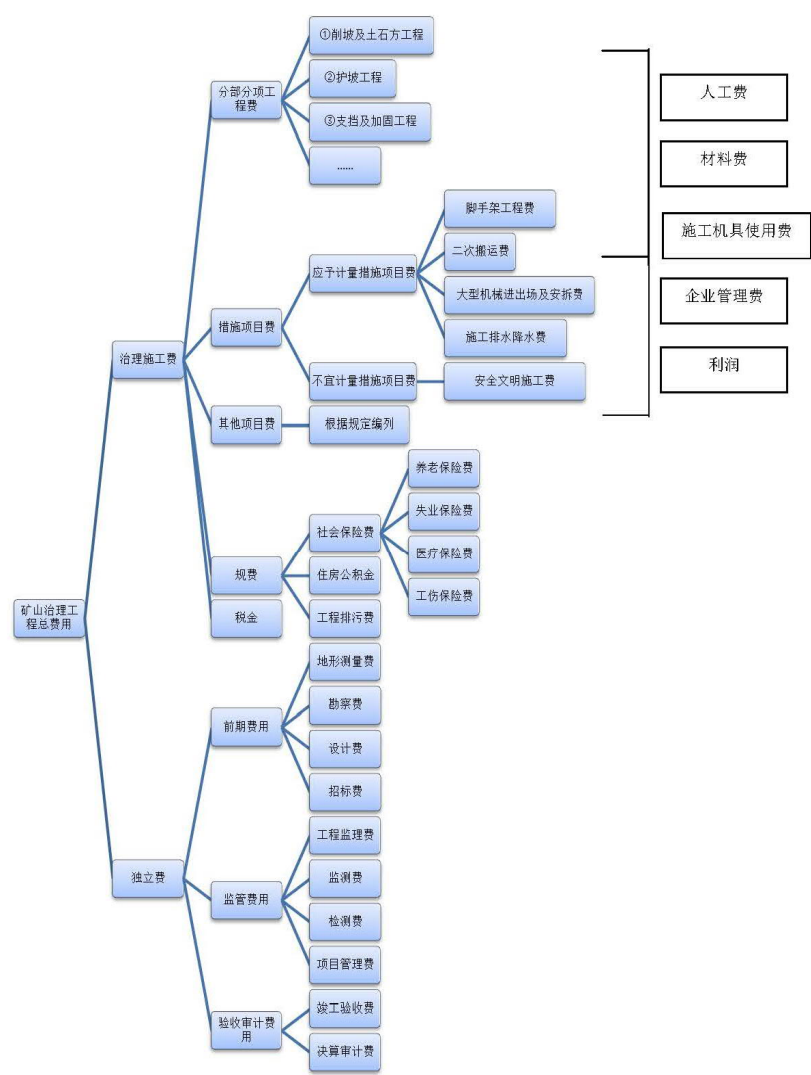 ①削坡及土石方工程
分部分项工
程费
②护坡工程
③支挡及加固工程
......
人工费
材料费
施工机具使用费
企业管理费
利润
脚手架工程费
应予计量措施项目费
二次搬运费
大型机械进出场及安拆费
措施项目费
施工排水降水费
治理施工费
不宜计量措施项目费
安全文明施工费
其他项目费
根据规定编列
养老保险费
失业保险费
社会保险费
医疗保险费
规费
住房公积金
工伤保险费
矿山治理工
程总费用
税金
工程排污费
地形测量费
勘察费
前期费用
设计费
招标费
工程监理费
独立费
监测费
监管费用
检测费
项目管理费
竣工验收费
验收审计费
用
决算审计费